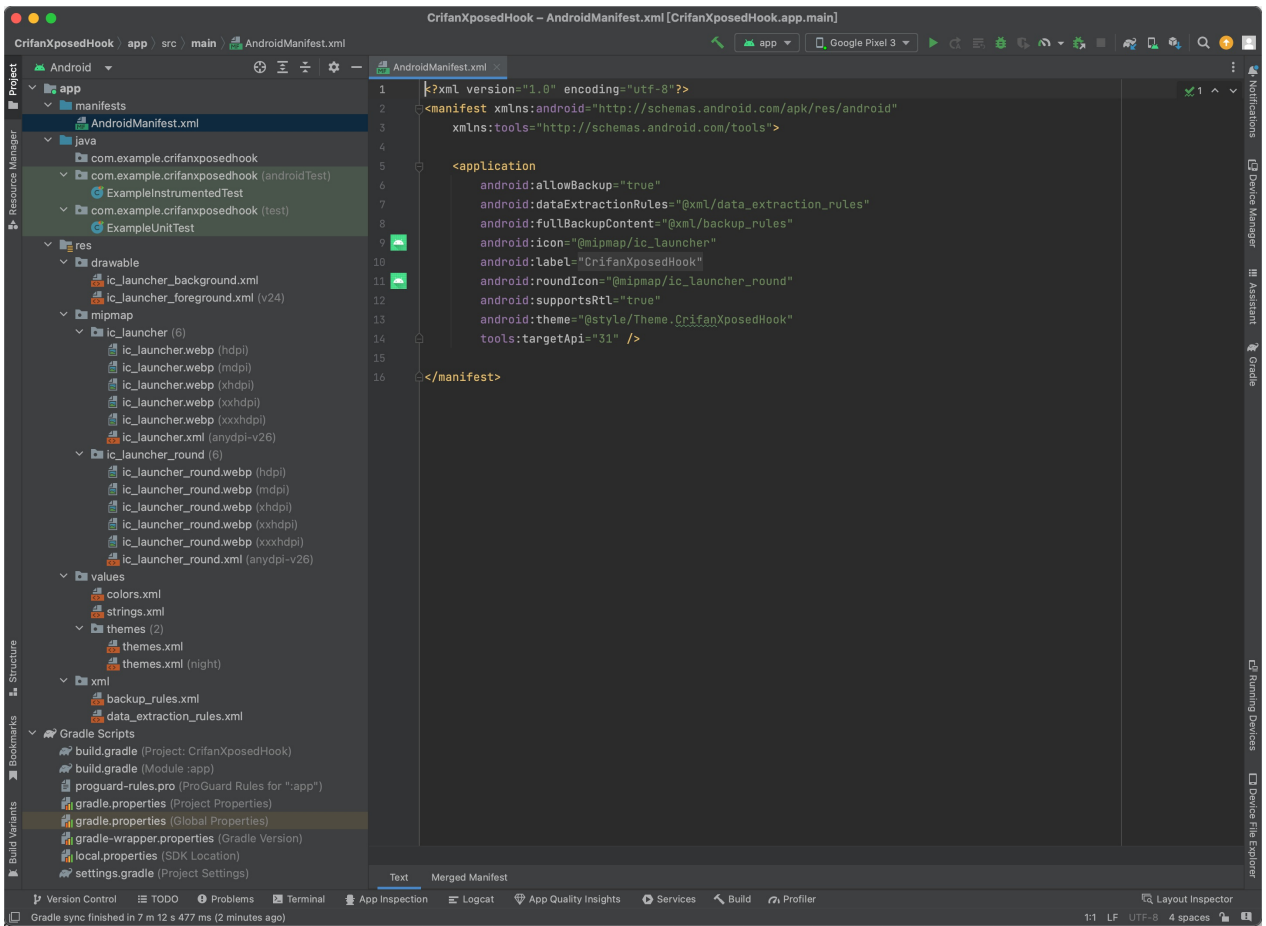 CrifanXposedHook – AndroidManifest.xml [CrifanXposedHook.app.main]
CrifanXposedHook app src main AndroidManifest.xml
app Google Pixel 3
Project
Resource Manager
Structure
Bookmarks
Build Variants
Android
app
manifests
AndroidManifest.xml
java
com.example.crifanxposedhook
com.example.crifanxposedhook (androidTest)
ExampleInstrumentedTest
com.example.crifanxposedhook (test)
ExampleUnitTest
res
drawable
ic_launcher_background.xml
ic_launcher_foreground.xml (v24)
mipmap
ic_launcher (6)
ic_launcher.webp (hdpi)
ic_launcher.webp (mdpi)
ic_launcher.webp (xhdpi)
ic_launcher.webp (xxhdpi)
ic_launcher.webp (xxxhdpi)
ic_launcher.xml (anydpi-v26)
ic_launcher_round (6)
ic_launcher_round.webp (hdpi)
ic_launcher_round.webp (mdpi)
ic_launcher_round.webp (xhdpi)
ic_launcher_round.webp (xxhdpi)
ic_launcher_round.webp (xxxhdpi)
ic_launcher_round.xml (anydpi-v26)
values
colors.xml
strings.xml
themes (2)
themes.xml
themes.xml (night)
xml
backup_rules.xml
data_extraction_rules.xml
Gradle Scripts
build.gradle (Project: CrifanXposedHook)
build.gradle (Module :app)
proguard-rules.pro (ProGuard Rules for ":app")
gradle.properties (Project Properties)
gradle.properties (Global Properties)
gradle-wrapper.properties (Gradle Version)
local.properties (SDK Location)
settings.gradle (Project Settings)
AndroidManifest.xml
1 <?xml version="1.0" encoding="utf-8"?>
2 <manifest xmlns:android="http://schemas.android.com/apk/res/android"
3 xmlns:tools="http://schemas.android.com/tools">
4
5 <application
6 android:allowBackup="true"
7 android:dataExtractionRules="@xml/data_extraction_rules"
8 android:fullBackupContent="@xml/backup_rules"
9 android:icon="@mipmap/ic_launcher"
10 android:label="CrifanXposedHook"
11 android:roundIcon="@mipmap/ic_launcher_round"
12 android:supportsRtl="true"
13 android:theme="@style/Theme.CrifanXposedHook"
14 tools:targetApi="31" />
15
16 </manifest>
1
Text Merged Manifest
Notifications
Device Manager
Assistant
Gradle
Running Devices
Device File Explorer
Version Control TODO Problems Terminal App Inspection Logcat App Quality Insights Services Build Profiler Layout Inspector
Gradle sync finished in 7 m 12 s 477 ms (2 minutes ago) 1:1 LF UTF-8 4 spaces